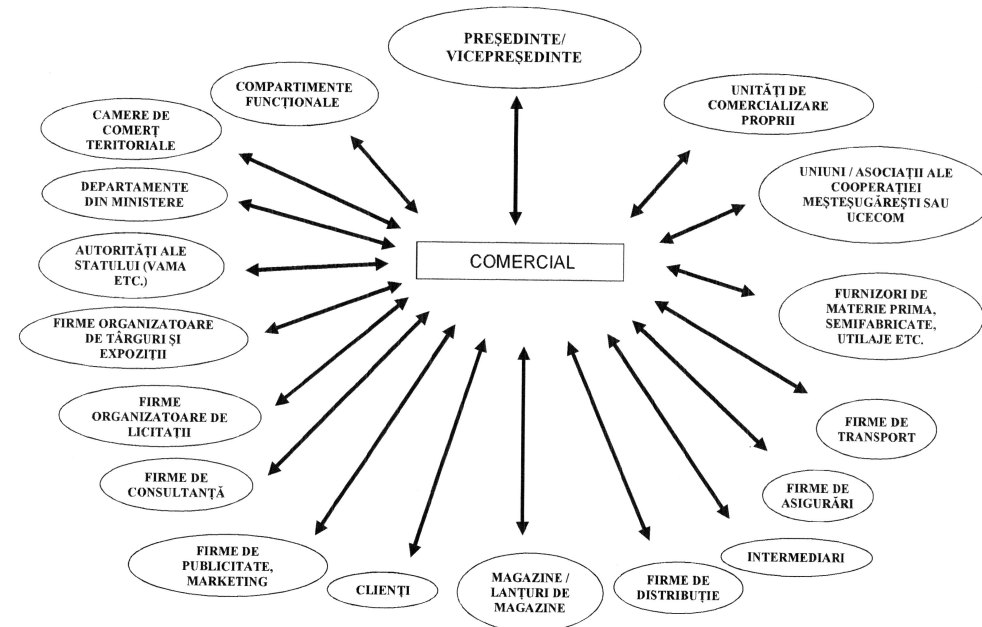 PREȘEDINTE/
VICEPREȘEDINTE
COMPARTIMENTE
FUNCȚIONALE
UNITĂȚI DE
COMERCIALIZARE
PROPRII
CAMERE DE
COMERȚ
TERITORIALE
UNIUNI / ASOCIAȚII ALE
COOPERAȚIEI
MEȘTEȘUGĂREȘTI SAU
UCECOM
DEPARTAMENTE
DIN MINISTERE
AUTORITĂȚI ALE
STATULUI (VAMA
ETC.)
COMERCIAL
FURNIZORI DE
MATERIE PRIMA,
SEMIFABRICATE,
UTILAJE ETC.
FIRME ORGANIZATOARE
DE TÂRGURI ȘI
EXPOZIȚII
FIRME
ORGANIZATOARE DE
LICITAȚII
FIRME DE
TRANSPORT
FIRME DE
CONSULTANȚĂ
FIRME DE
ASIGURĂRI
FIRME DE
PUBLICITATE,
MARKETING
CLIENȚI
MAGAZINE /
LANȚURI DE
MAGAZINE
FIRME DE
DISTRIBUȚIE
INTERMEDIARI